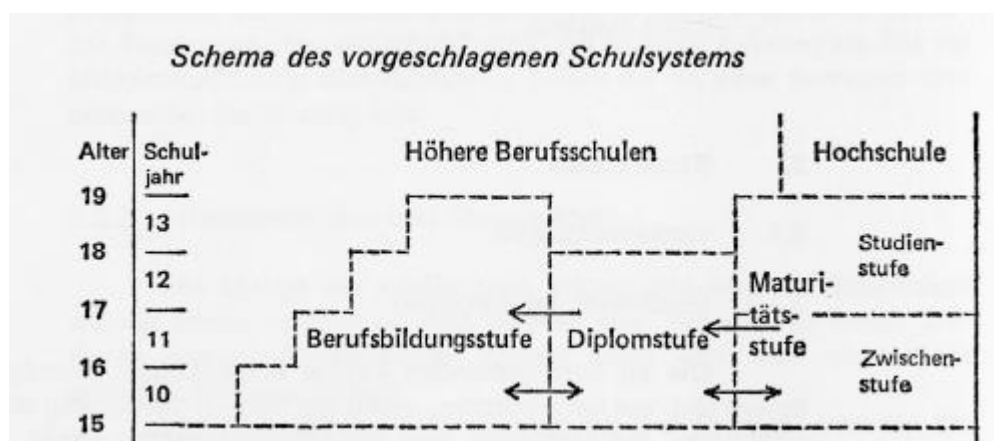 Schema des vorgeschlagenen Schulsystems
Alter
Schul-
jahr
Höhere Berufsschulen
Hochschule
19
13
18
12
17
11
16
10
15
Studien-
stufe
Maturi-
täts-
stufe
Berufsbildungsstufe
Diplomstufe
Zwischen-
stufe